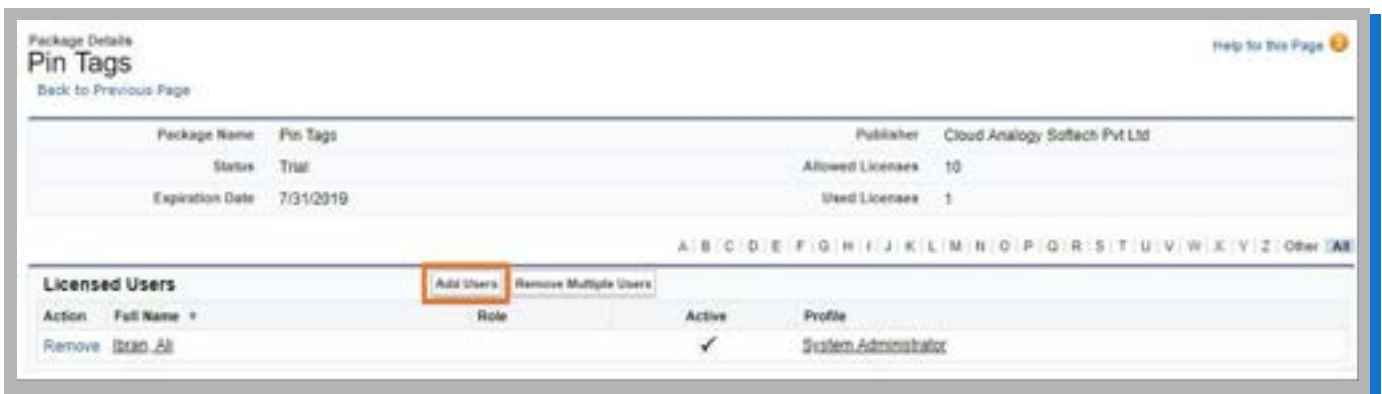 Package Details
Pin Tags
Help for this Page
Back to Previous Page
Package Name Pin Tags Publisher Cloud Analogy Softech Pvt Ltd
Status Trial Allowed Licenses 10
Expiration Date 7/31/2019 Used Licenses 1
A | B | C | D | E | F | G | H | I | J | K | L | M | N | O | P | Q | R | S | T | U | V | W | X | Y | Z | Other | All
Licensed Users Add Users Remove Multiple Users
Action Full Name Role Active Profile
Remove Ibran, Ali ✓ System Administrator